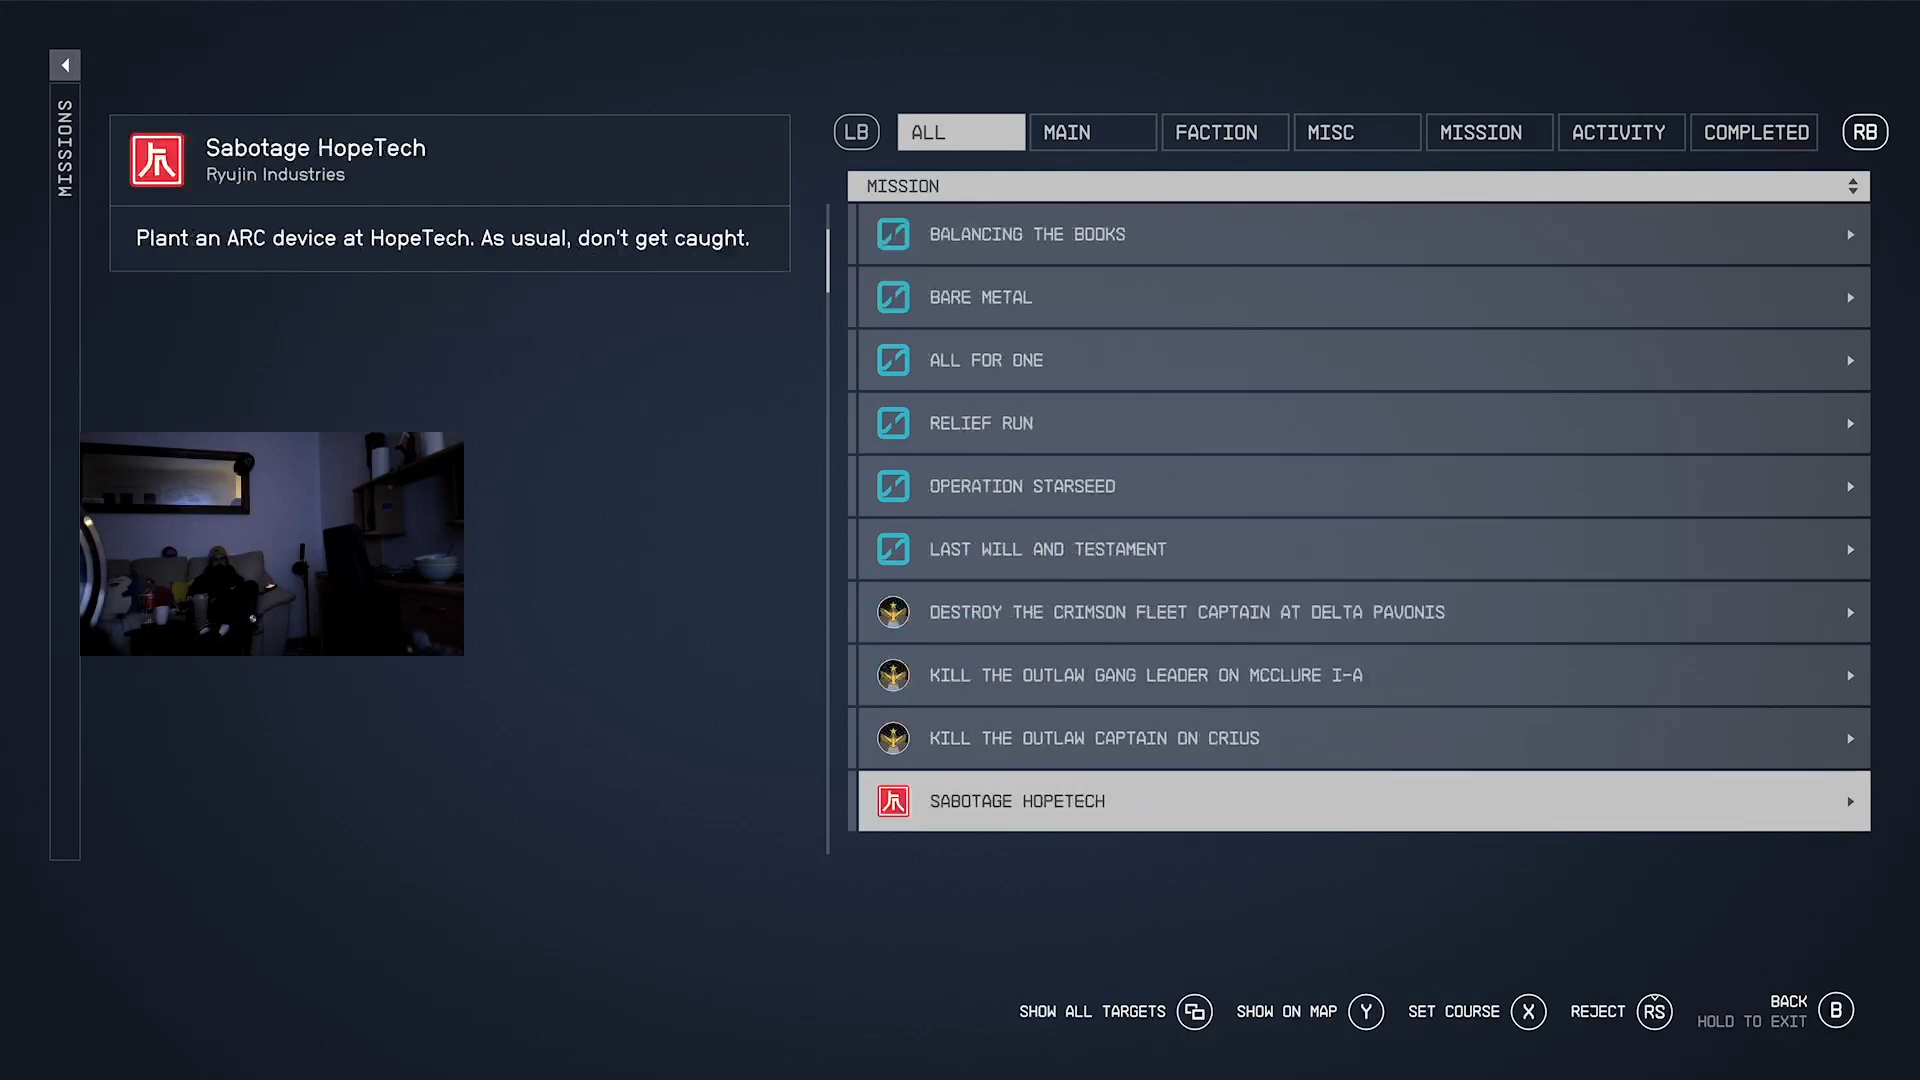 MISSIONS
Sabotage HopeTech
Ryujin Industries
Plant an ARC device at HopeTech. As usual, don't get caught.
LB ALL MAIN FACTION MISC MISSION ACTIVITY COMPLETED RB
MISSION
BALANCING THE BOOKS
BARE METAL
ALL FOR ONE
RELIEF RUN
OPERATION STARSEED
LAST WILL AND TESTAMENT
DESTROY THE CRIMSON FLEET CAPTAIN AT DELTA PAVONIS
KILL THE OUTLAW GANG LEADER ON MCCLURE I-A
KILL THE OUTLAW CAPTAIN ON CRIUS
SABOTAGE HOPETECH
SHOW ALL TARGETS SHOW ON MAP Y SET COURSE X REJECT RS BACK B
HOLD TO EXIT